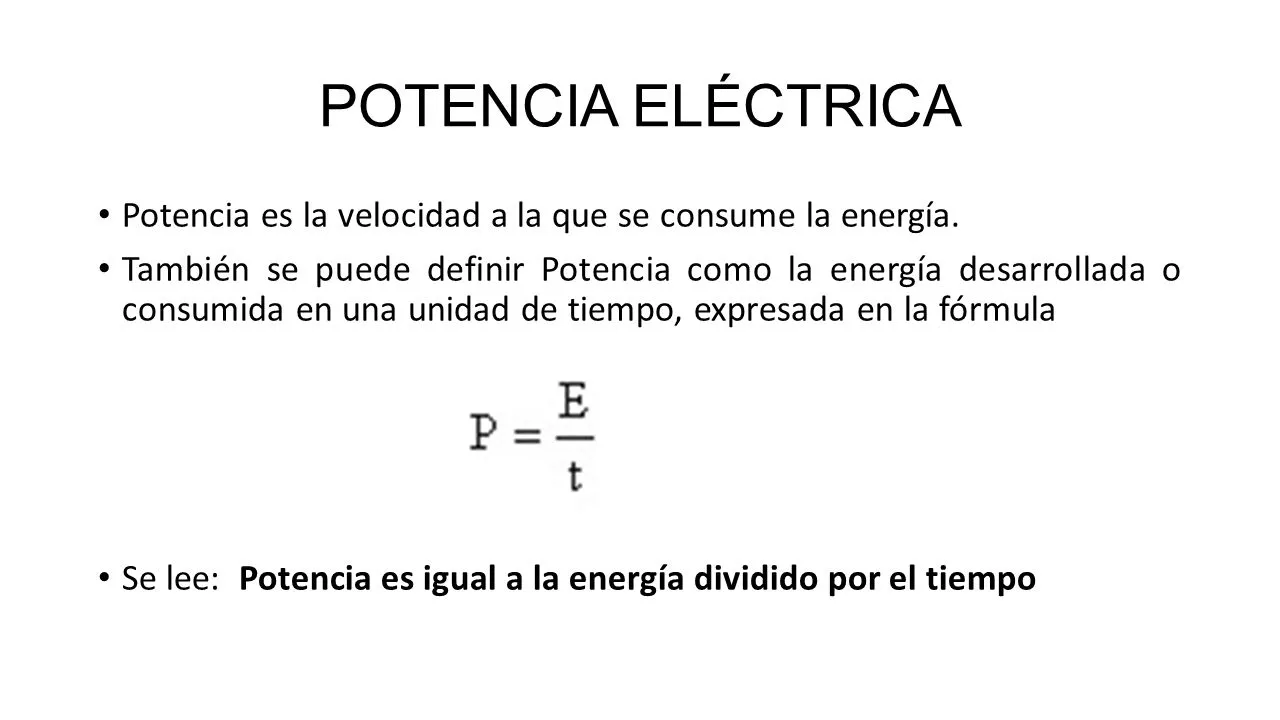 POTENCIA ELÉCTRICA
• Potencia es la velocidad a la que se consume la energía.
• También se puede definir Potencia como la energía desarrollada o
consumida en una unidad de tiempo, expresada en la fórmula
P = E/t
• Se lee: Potencia es igual a la energía dividido por el tiempo